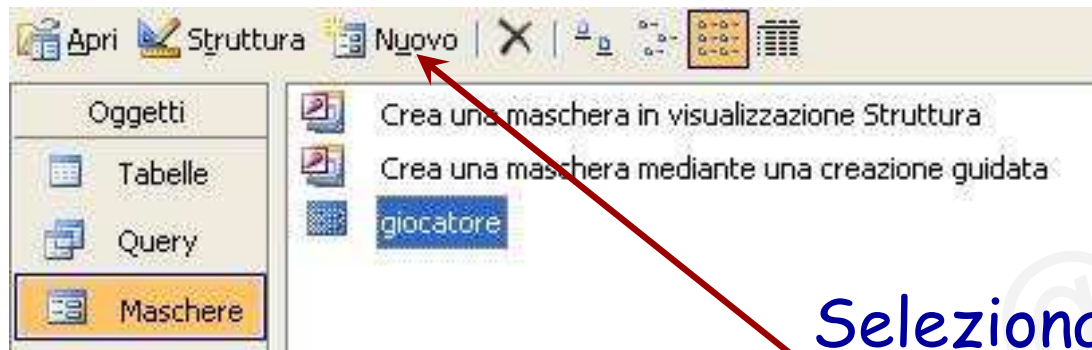 Apri Struttura Nuovo
Oggetti
Crea una maschera in visualizzazione Struttura
Tabelle
Crea una maschera mediante una creazione guidata
Query
giocatore
Maschere